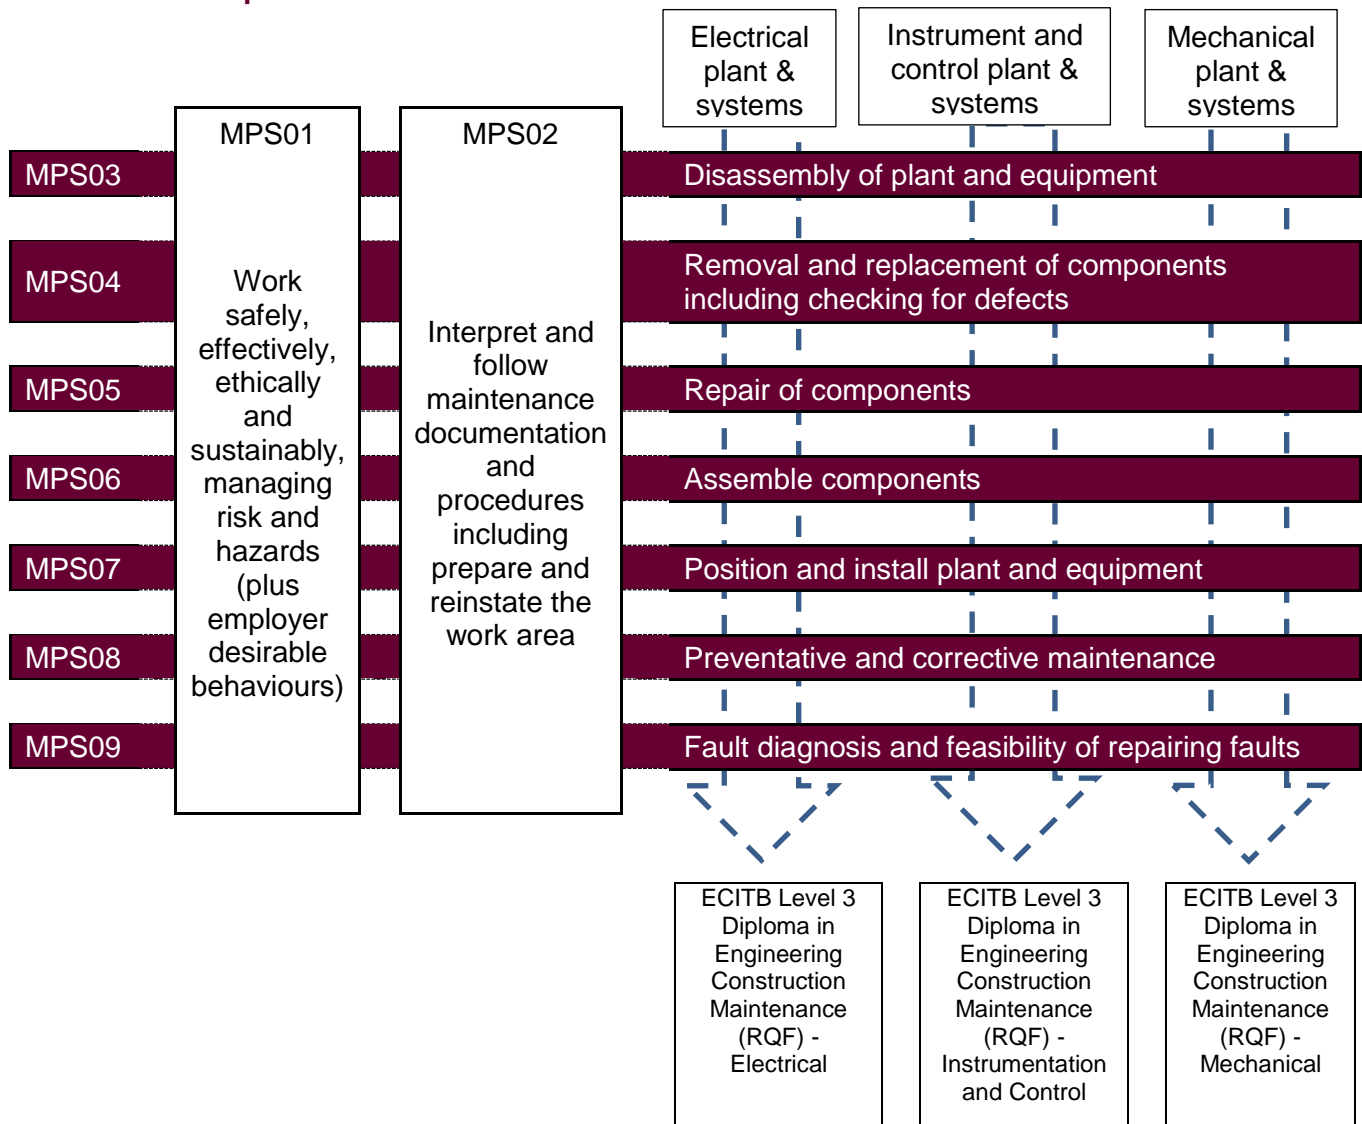 Electrical
plant &
systems
Instrument and
control plant &
systems
Mechanical
plant &
systems
MPS01
Work
safely,
effectively,
ethically
and
sustainably,
managing
risk and
hazards
(plus
employer
desirable
behaviours)
MPS02
Interpret and
follow
maintenance
documentation
and
procedures
including
prepare and
reinstate the
work area
MPS03
Disassembly of plant and equipment
MPS04
Removal and replacement of components
including checking for defects
MPS05
Repair of components
MPS06
Assemble components
MPS07
Position and install plant and equipment
MPS08
Preventative and corrective maintenance
MPS09
Fault diagnosis and feasibility of repairing faults
ECITB Level 3
Diploma in
Engineering
Construction
Maintenance
(RQF) -
Electrical
ECITB Level 3
Diploma in
Engineering
Construction
Maintenance
(RQF) -
Instrumentation
and Control
ECITB Level 3
Diploma in
Engineering
Construction
Maintenance
(RQF) -
Mechanical